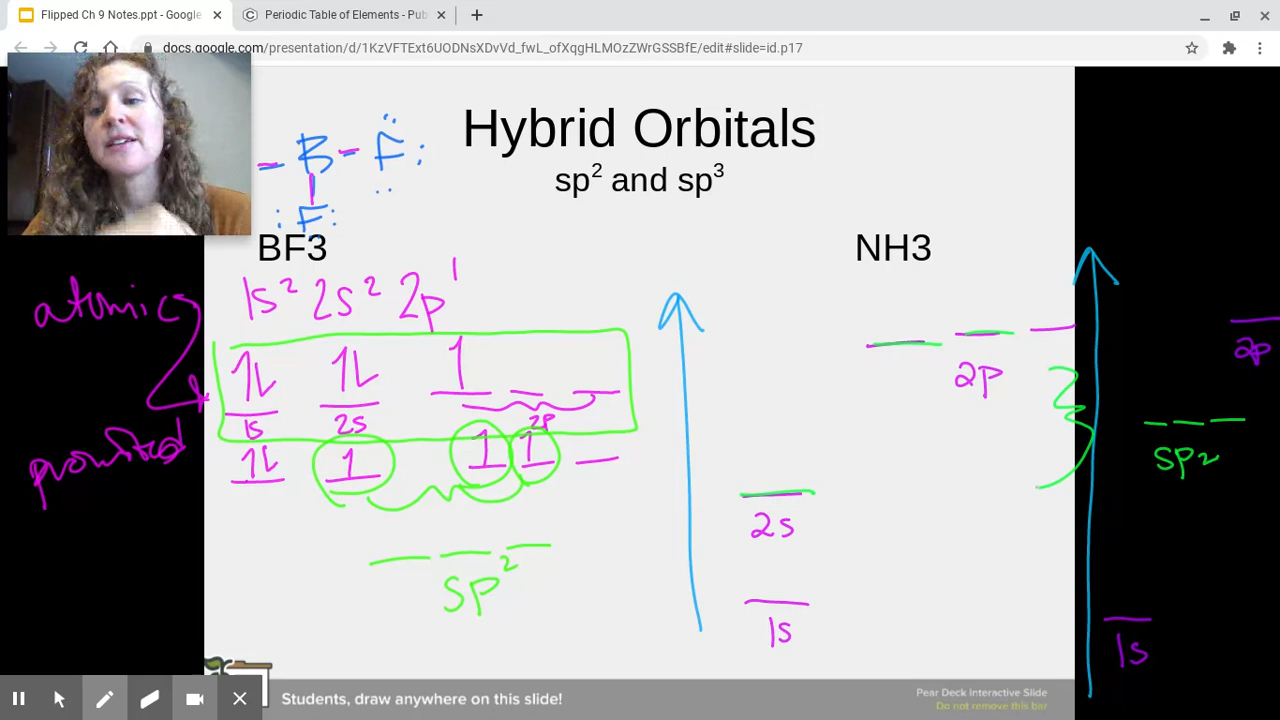 Flipped Ch 9 Notes.ppt - Google
Periodic Table of Elements - Pub
docs.google.com/presentation/d/1KzVFTExt6UODNsXDvVd_fwL_ofXqgHLMOzZWrGSSBfE/edit#slide=id.p17
Hybrid Orbitals
sp² and sp³
B - F
F
BF3
NH3
atomic
1s² 2s² 2p¹
1s 2s 2p
promoted
sp²
2s
1s
2p
2p
sp2
1s
Students, draw anywhere on this slide!
Pear Deck Interactive Slide
Do not remove this bar